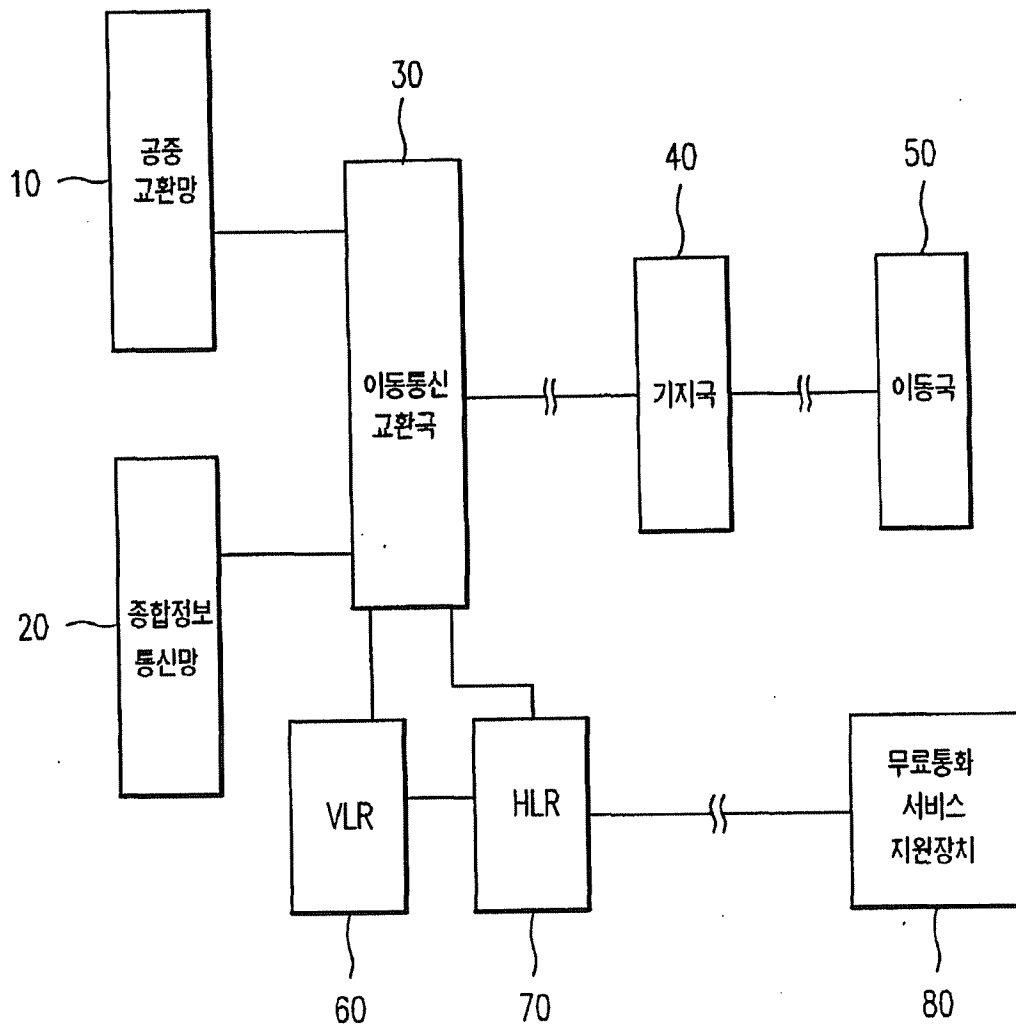 10
공중
교환망
30
이동통신
교환국
40
기지국
50
이동국
20
종합정보
통신망
VLR
60
HLR
70
무료통화
서비스
지원장치
80